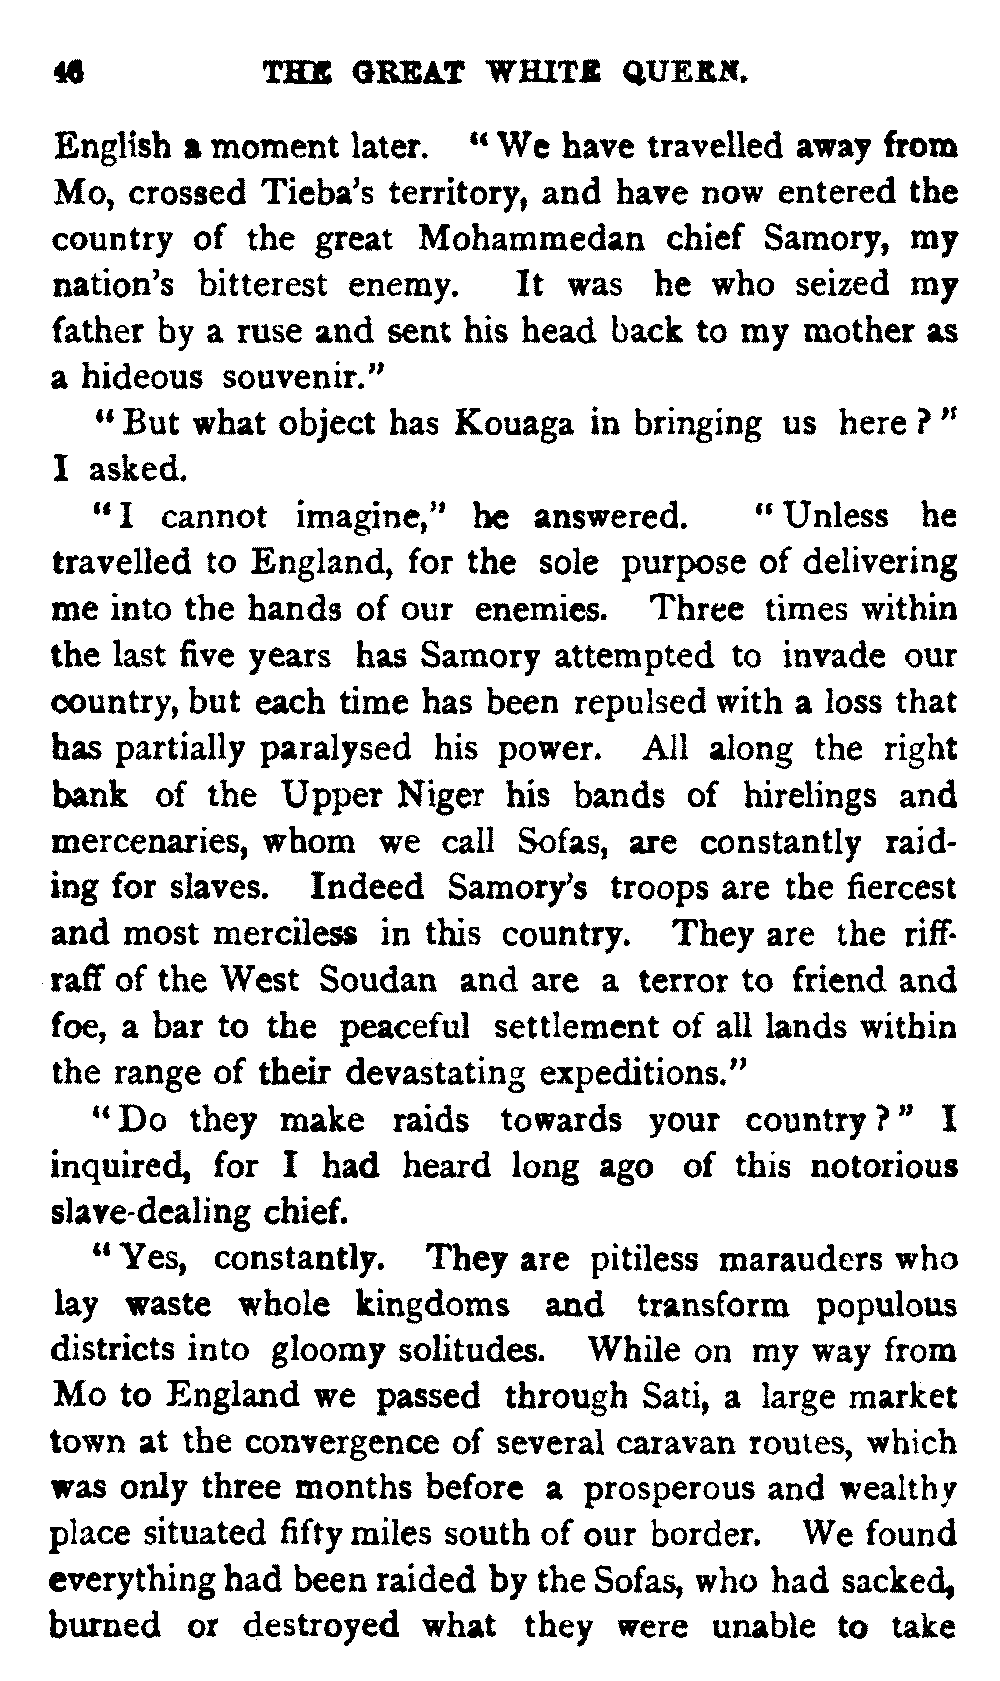 46 THE GREAT WHITE QUEEN.
English a moment later. “We have travelled away from
Mo, crossed Tieba’s territory, and have now entered the
country of the great Mohammedan chief Samory, my
nation’s bitterest enemy. It was he who seized my
father by a ruse and sent his head back to my mother as
a hideous souvenir.”
“But what object has Kouaga in bringing us here?”
I asked.
“I cannot imagine,” he answered. “Unless he
travelled to England, for the sole purpose of delivering
me into the hands of our enemies. Three times within
the last five years has Samory attempted to invade our
country, but each time has been repulsed with a loss that
has partially paralysed his power. All along the right
bank of the Upper Niger his bands of hirelings and
mercenaries, whom we call Sofas, are constantly raid-
ing for slaves. Indeed Samory’s troops are the fiercest
and most merciless in this country. They are the riff-
raff of the West Soudan and are a terror to friend and
foe, a bar to the peaceful settlement of all lands within
the range of their devastating expeditions.”
“Do they make raids towards your country?” I
inquired, for I had heard long ago of this notorious
slave-dealing chief.
“Yes, constantly. They are pitiless marauders who
lay waste whole kingdoms and transform populous
districts into gloomy solitudes. While on my way from
Mo to England we passed through Sati, a large market
town at the convergence of several caravan routes, which
was only three months before a prosperous and wealthy
place situated fifty miles south of our border. We found
everything had been raided by the Sofas, who had sacked,
burned or destroyed what they were unable to take